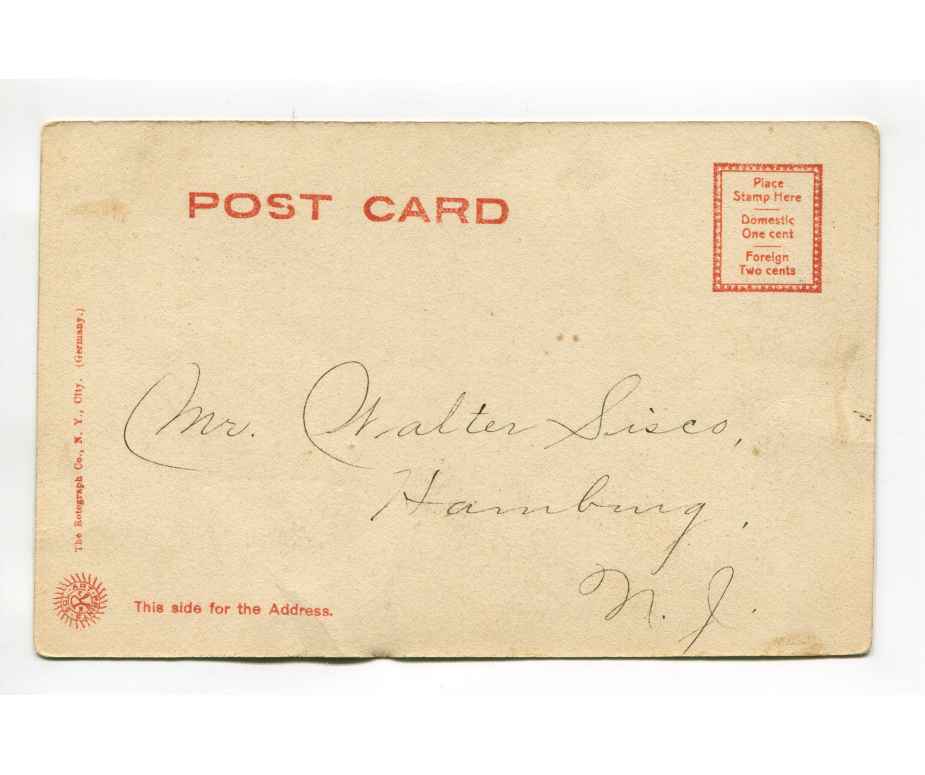 POST CARD
Place
Stamp Here
Domestic
One cent
Foreign
Two cents
The Rotograph Co., N. Y., City. (Germany.)
Mr. Walter Sisco,
Hamburg,
N. J.
This side for the Address.